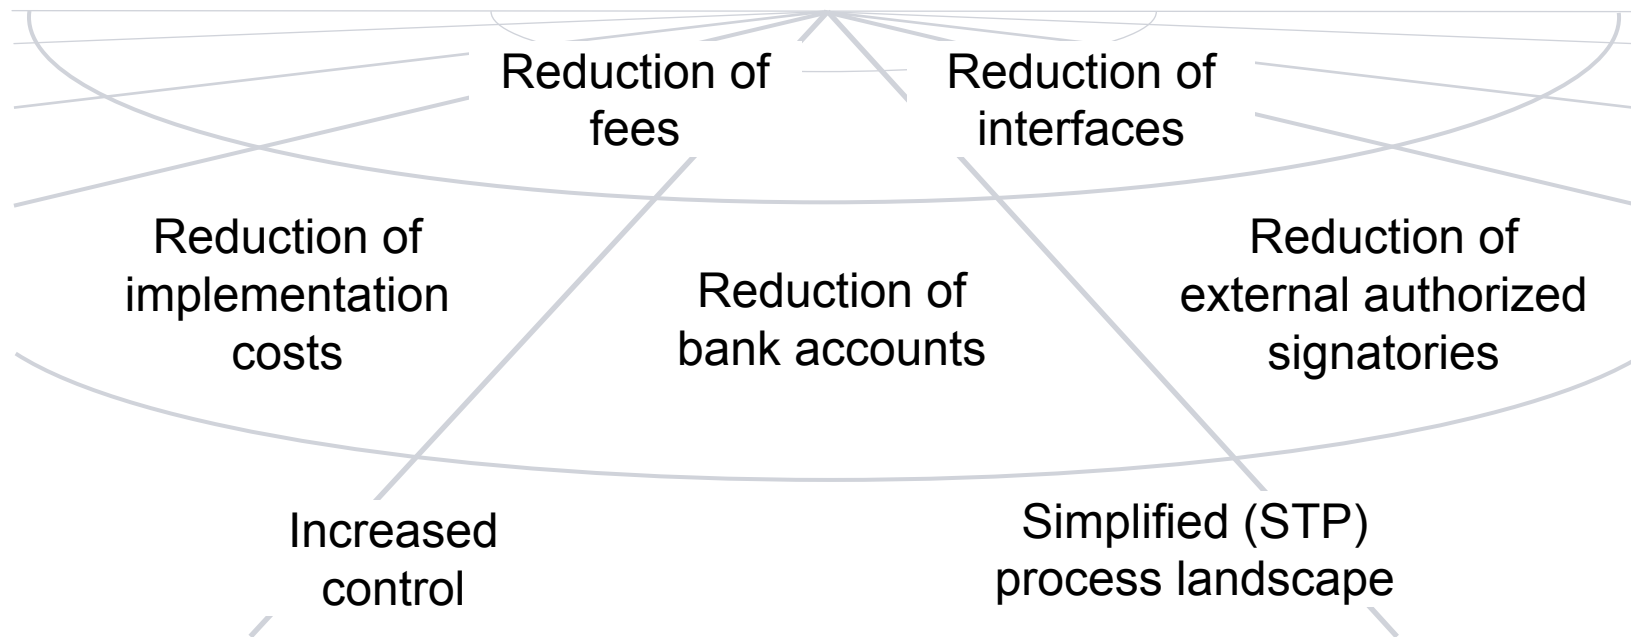 Reduction of
fees
Reduction of
interfaces
Reduction of
implementation
costs
Reduction of
bank accounts
Reduction of
external authorized
signatories
Increased
control
Simplified (STP)
process landscape